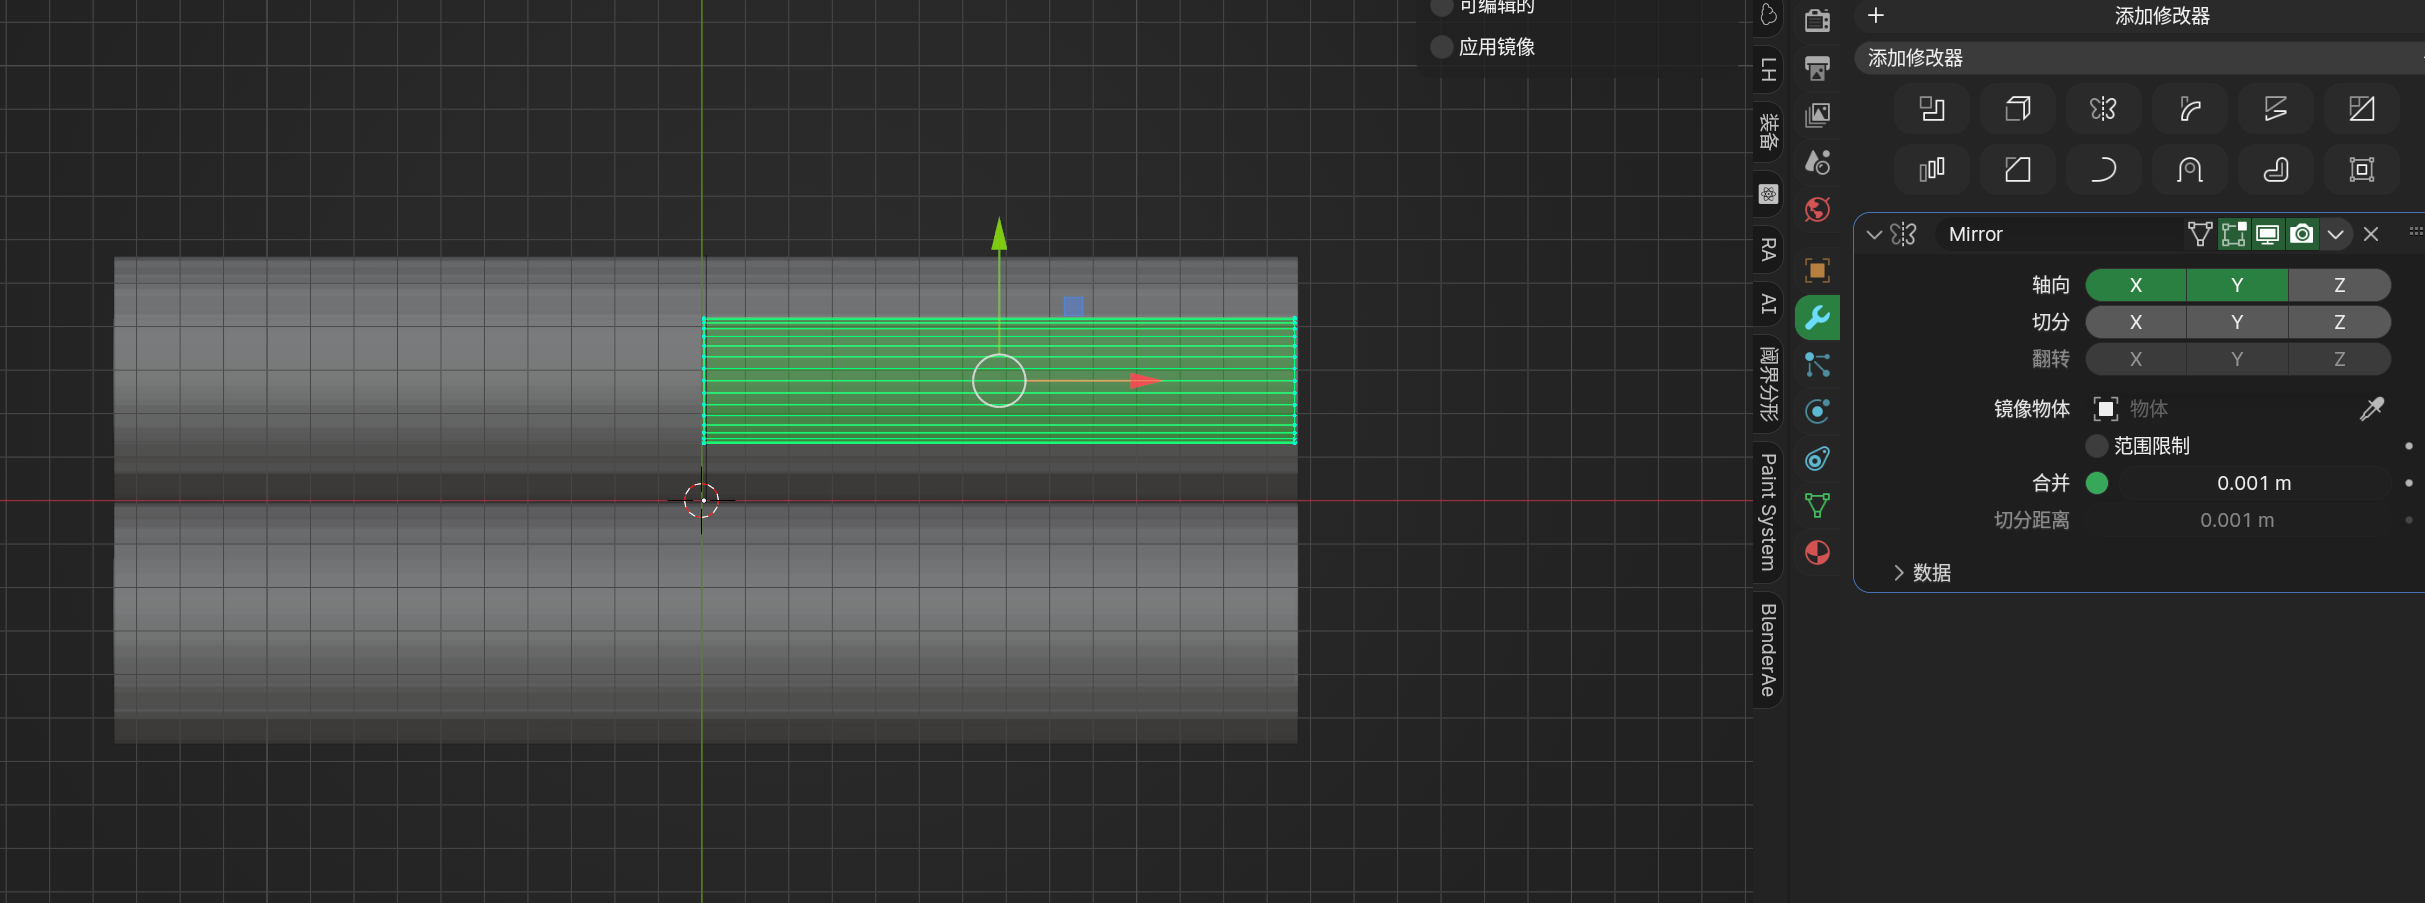 可编辑的
应用镜像
LH
装备
RA
AI
阈界分形
Paint System
BlenderAe
添加修改器
添加修改器
Mirror
轴向 X Y Z
切分 X Y Z
翻转 X Y Z
镜像物体 物体
范围限制
合并 0.001 m
切分距离 0.001 m
数据